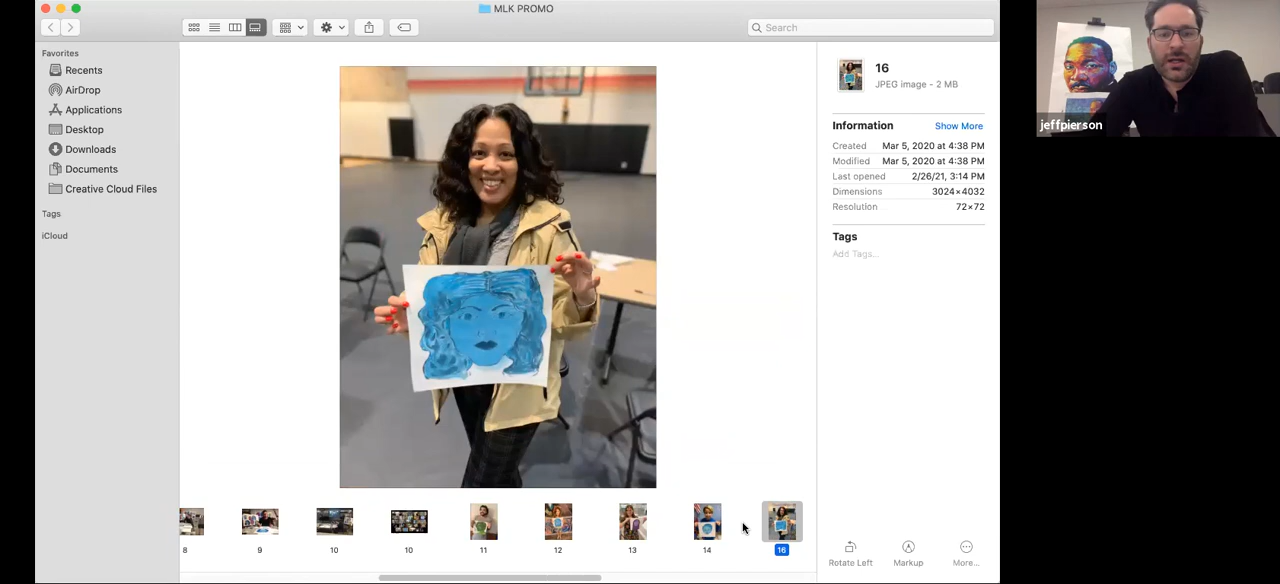 MLK PROMO
Search
Favorites
Recents
AirDrop
Applications
Desktop
Downloads
Documents
Creative Cloud Files
Tags
iCloud
16
JPEG image - 2 MB
Information Show More
Created Mar 5, 2020 at 4:38 PM
Modified Mar 5, 2020 at 4:38 PM
Last opened 2/26/21, 3:14 PM
Dimensions 3024×4032
Resolution 72×72
Tags
Add Tags...
jeffpierson
8 9 10 10 11 12 13 14 16
Rotate Left Markup More...